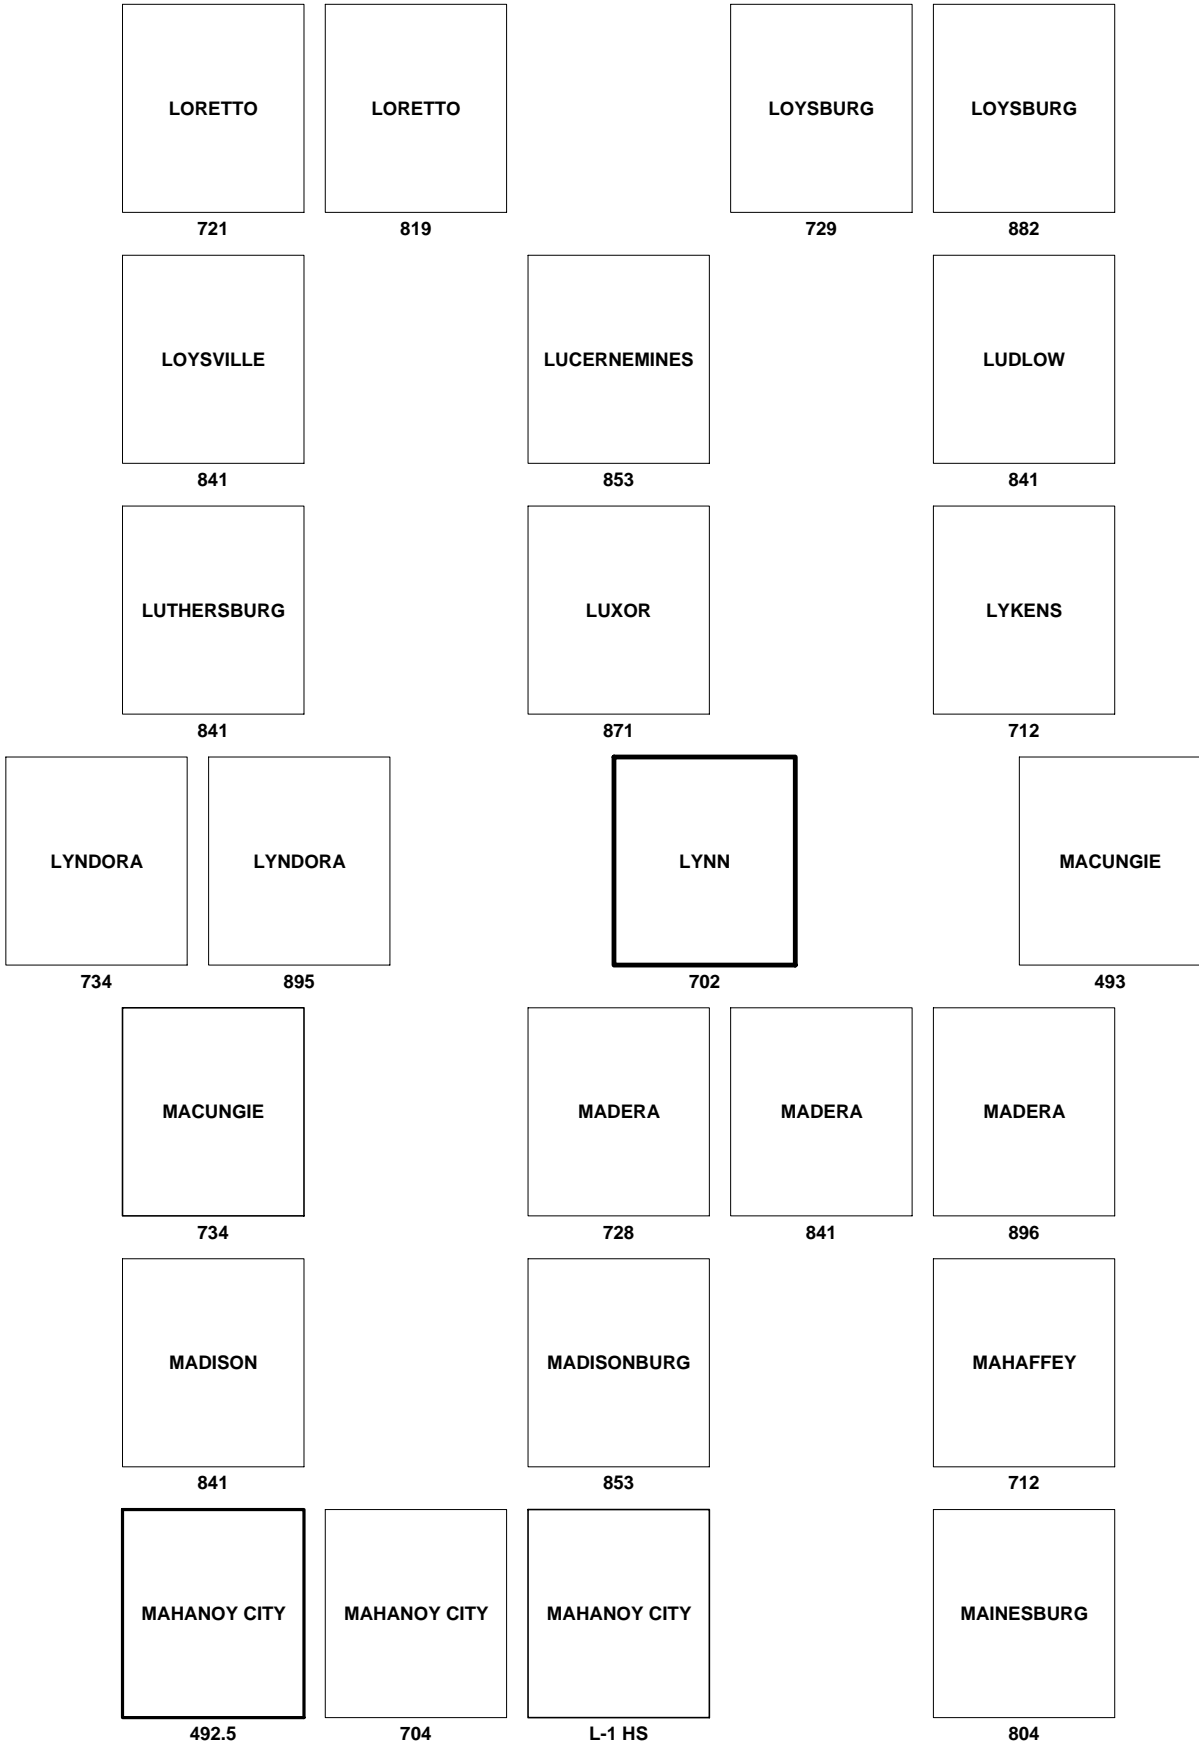 LORETTO LORETTO LOYSBURG LOYSBURG
721 819 729 882
LOYSVILLE LUCERNEMINES LUDLOW
841 853 841
LUTHERSBURG LUXOR LYKENS
841 871 712
LYNDORA LYNDORA LYNN MACUNGIE
734 895 702 493
MACUNGIE MADERA MADERA MADERA
734 728 841 896
MADISON MADISONBURG MAHAFFEY
841 853 712
MAHANOY CITY MAHANOY CITY MAHANOY CITY MAINESBURG
492.5 704 L-1 HS 804